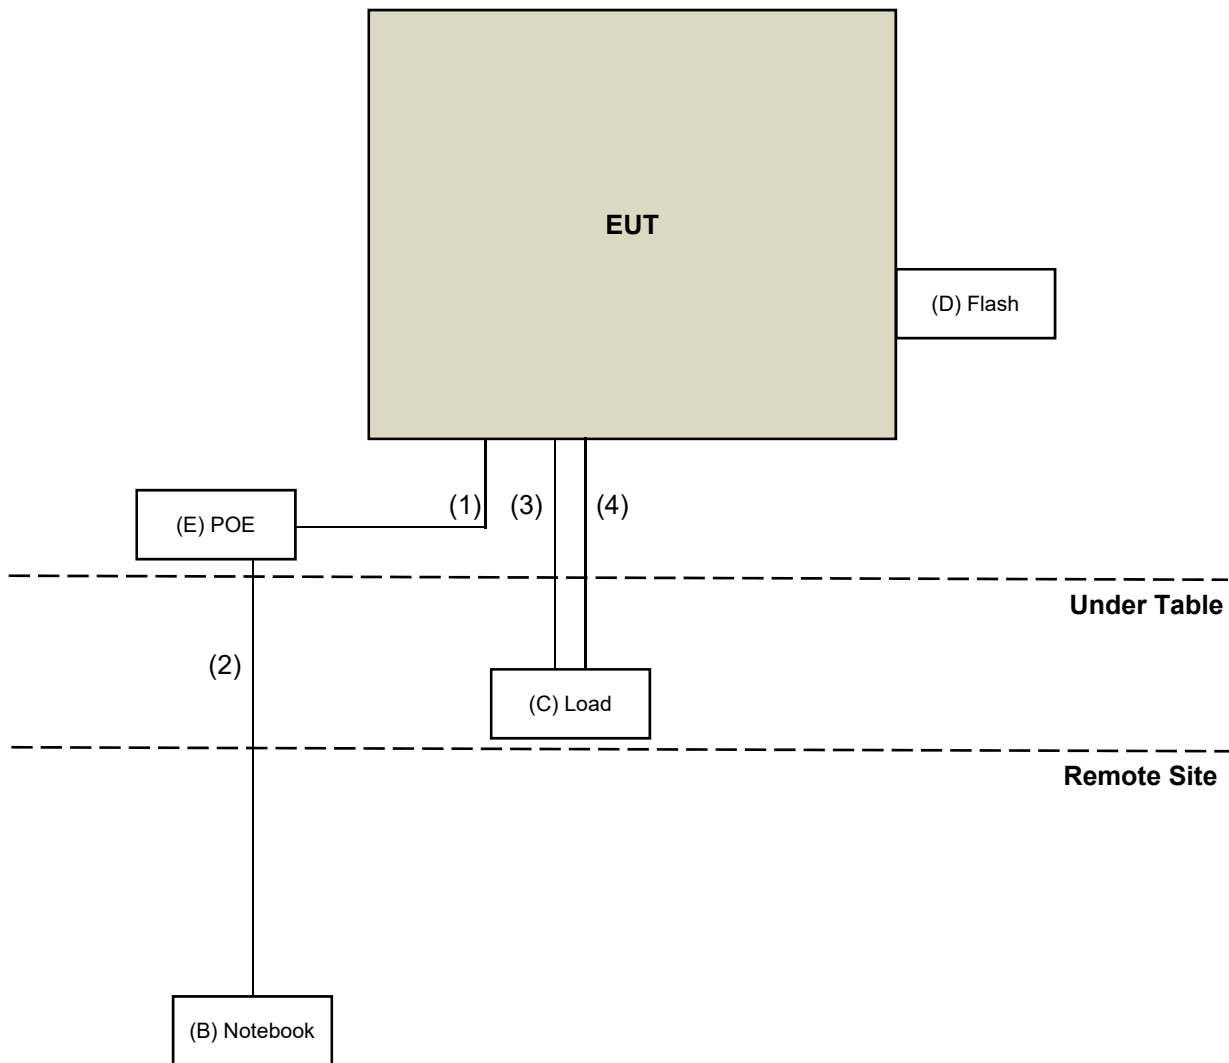 EUT
(D) Flash
(1)
(3)
(4)
(E) POE
Under Table
(2)
(C) Load
Remote Site
(B) Notebook